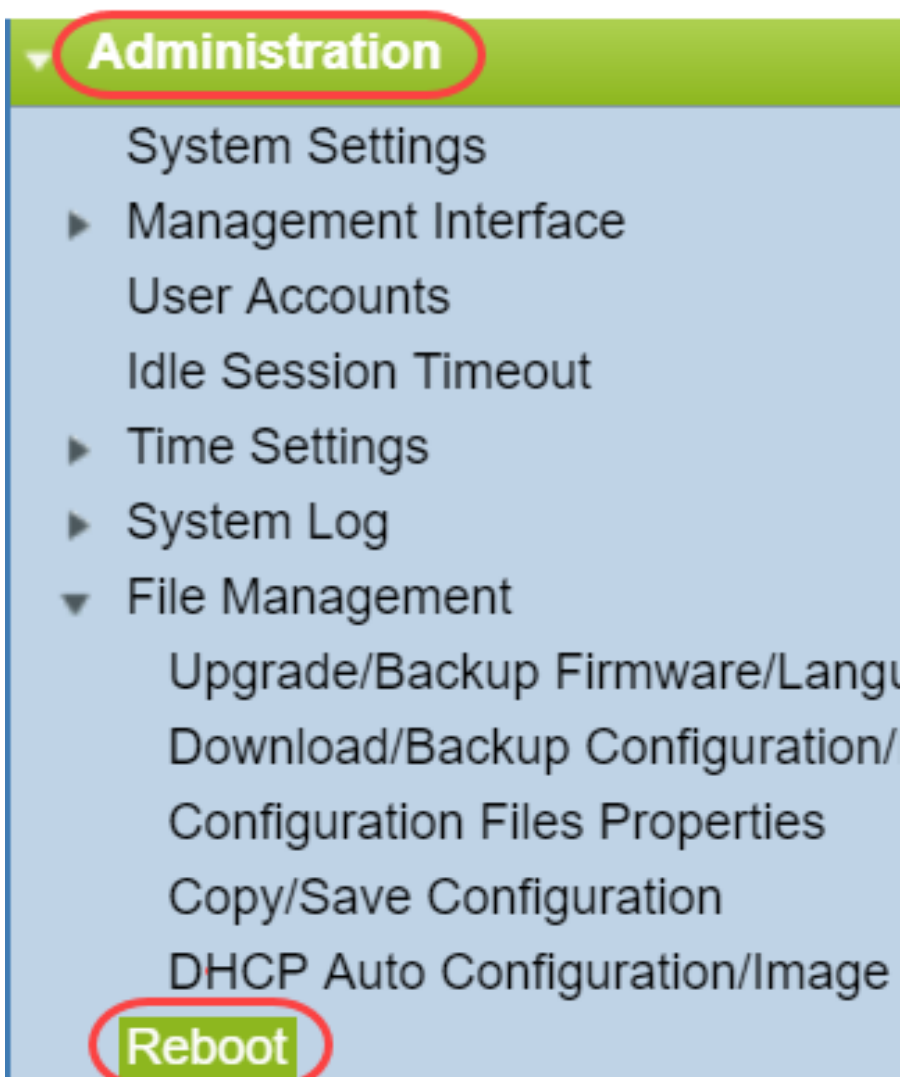 Administration
System Settings
Management Interface
User Accounts
Idle Session Timeout
Time Settings
System Log
File Management
Upgrade/Backup Firmware/
Download/Backup Configuration/
Configuration Files Properties
Copy/Save Configuration
DHCP Auto Configuration/Image
Reboot